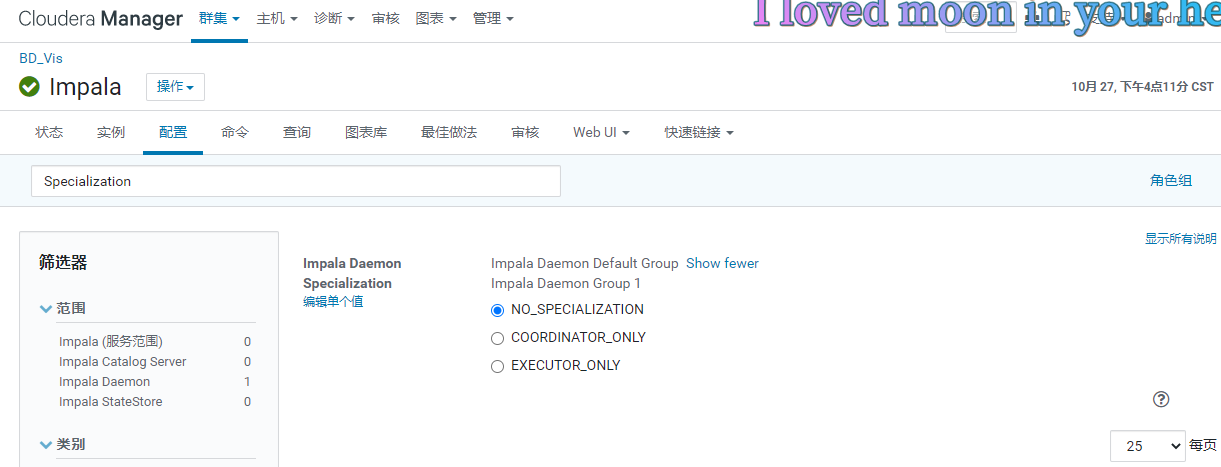 Cloudera Manager 群集 主机 诊断 审核 图表 管理
I loved moon in your he
BD_Vis
Impala 操作
10月 27, 下午4点11分 CST
状态 实例 配置 命令 查询 图表库 最佳做法 审核 Web UI 快速链接
Specialization 角色组
显示所有说明
筛选器
范围
Impala (服务范围) 0
Impala Catalog Server 0
Impala Daemon 1
Impala StateStore 0
类别
Impala Daemon Specialization
编辑单个值
Impala Daemon Default Group Show fewer
Impala Daemon Group 1
NO_SPECIALIZATION
COORDINATOR_ONLY
EXECUTOR_ONLY
25 每页